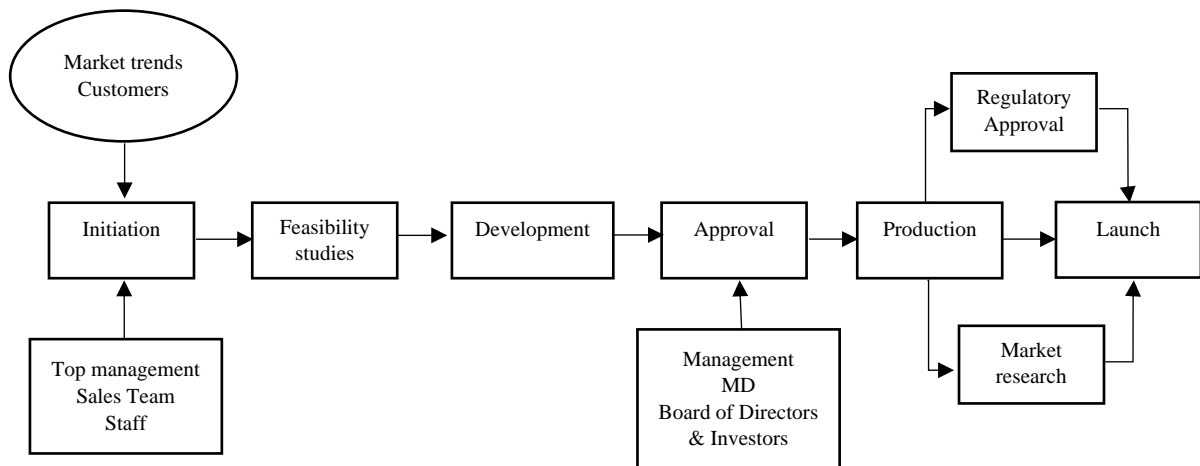 Market trends
Customers
Regulatory
Approval
Initiation
Feasibility
studies
Development
Approval
Production
Launch
Top management
Sales Team
Staff
Management
MD
Board of Directors
& Investors
Market
research